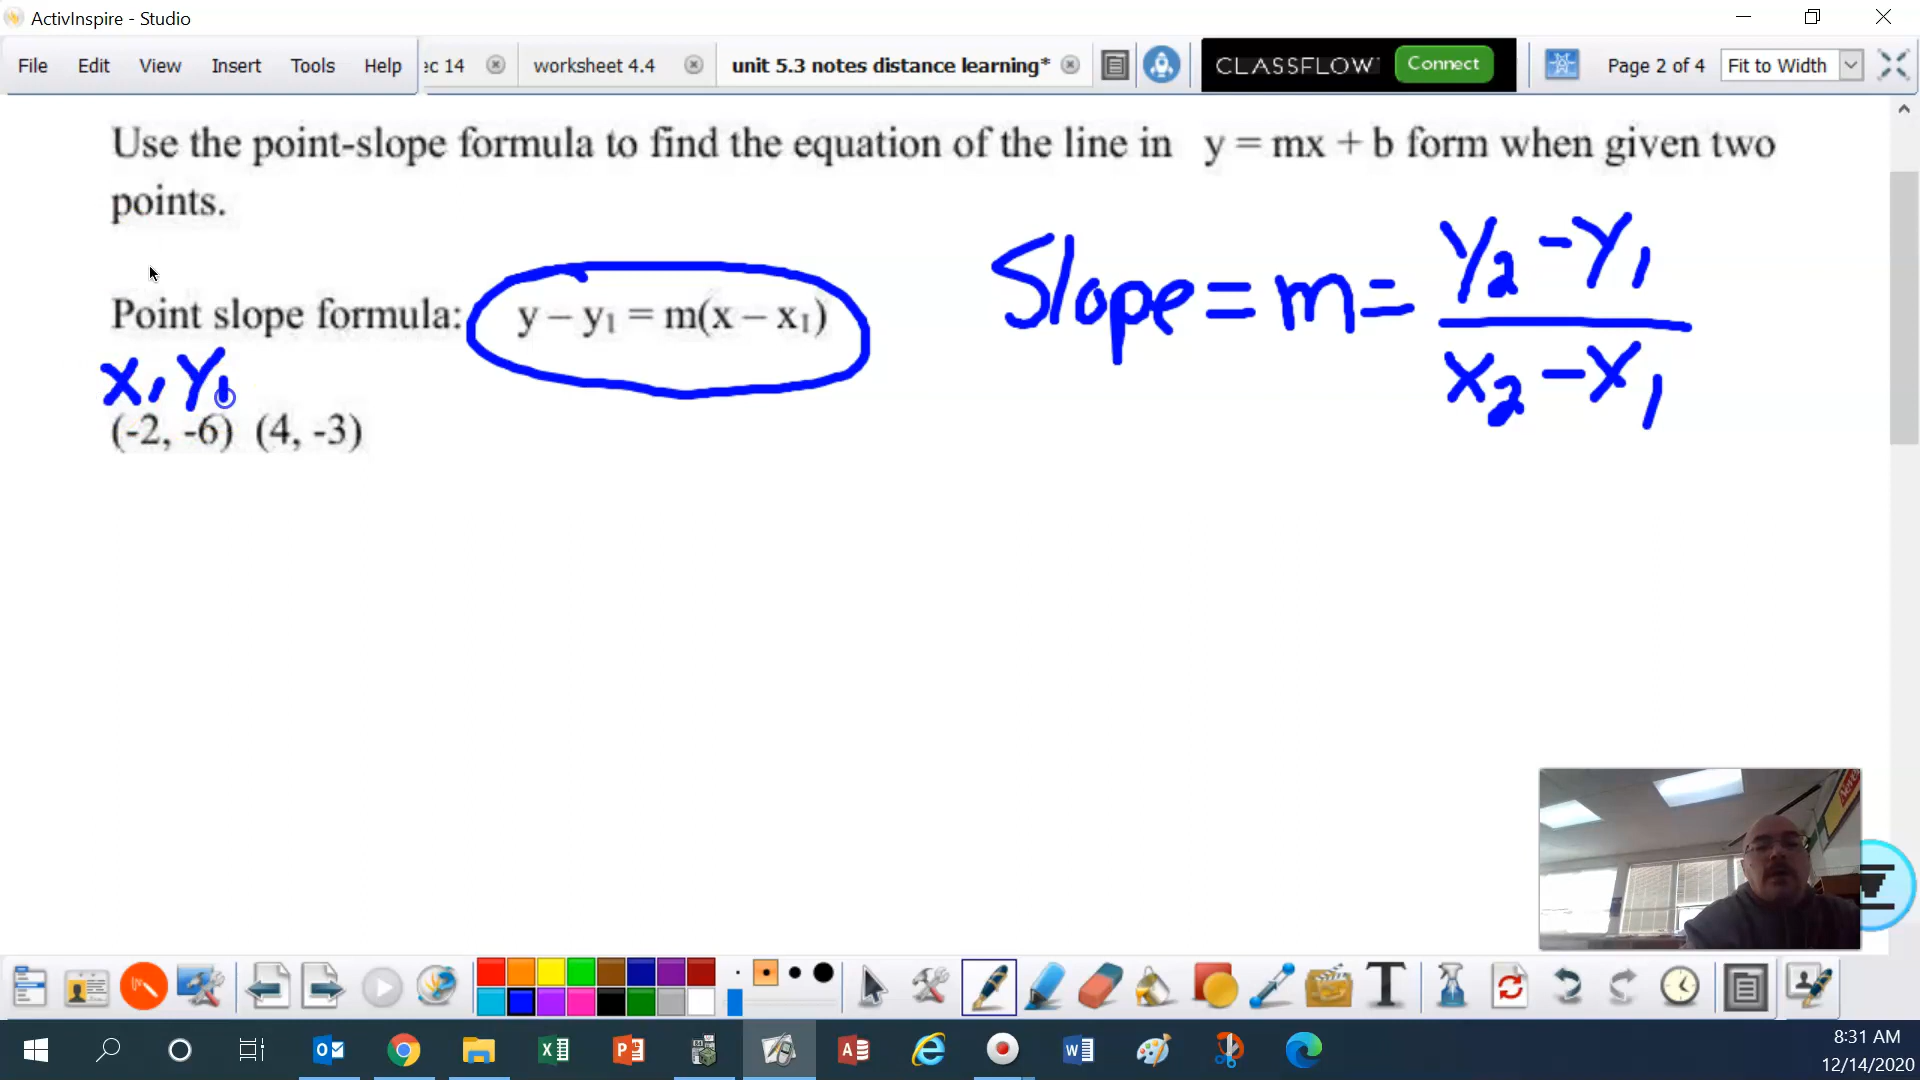 ActivInspire - Studio
File Edit View Insert Tools Help ec 14 worksheet 4.4 unit 5.3 notes distance learning* CLASSFLOW Connect Page 2 of 4 Fit to Width
Use the point-slope formula to find the equation of the line in y = mx + b form when given two
points.
Slope = m = y₂ - y₁
x₂ - x₁
Point slope formula: y – y₁ = m(x – x₁)
x₁ y₁
(-2, -6) (4, -3)
T
8:31 AM
12/14/2020